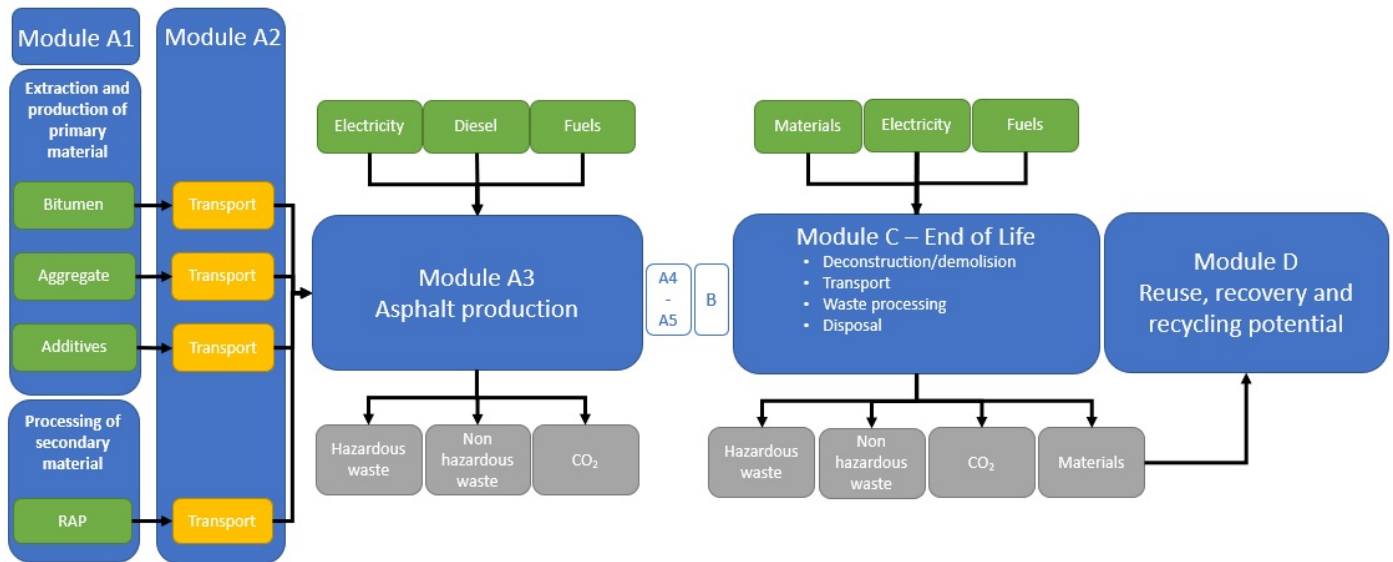 Module A1
Extraction and
production of
primary
material
Bitumen
Aggregate
Additives
Processing of
secondary
material
RAP
Module A2
Transport
Transport
Transport
Transport
Electricity
Diesel
Fuels
Module A3
Asphalt production
Hazardous
waste
Non
hazardous
waste
CO₂
A4
-
A5
B
Materials
Electricity
Fuels
Module C – End of Life
• Deconstruction/demolision
• Transport
• Waste processing
• Disposal
Hazardous
waste
Non
hazardous
waste
CO₂
Materials
Module D
Reuse, recovery and
recycling potential